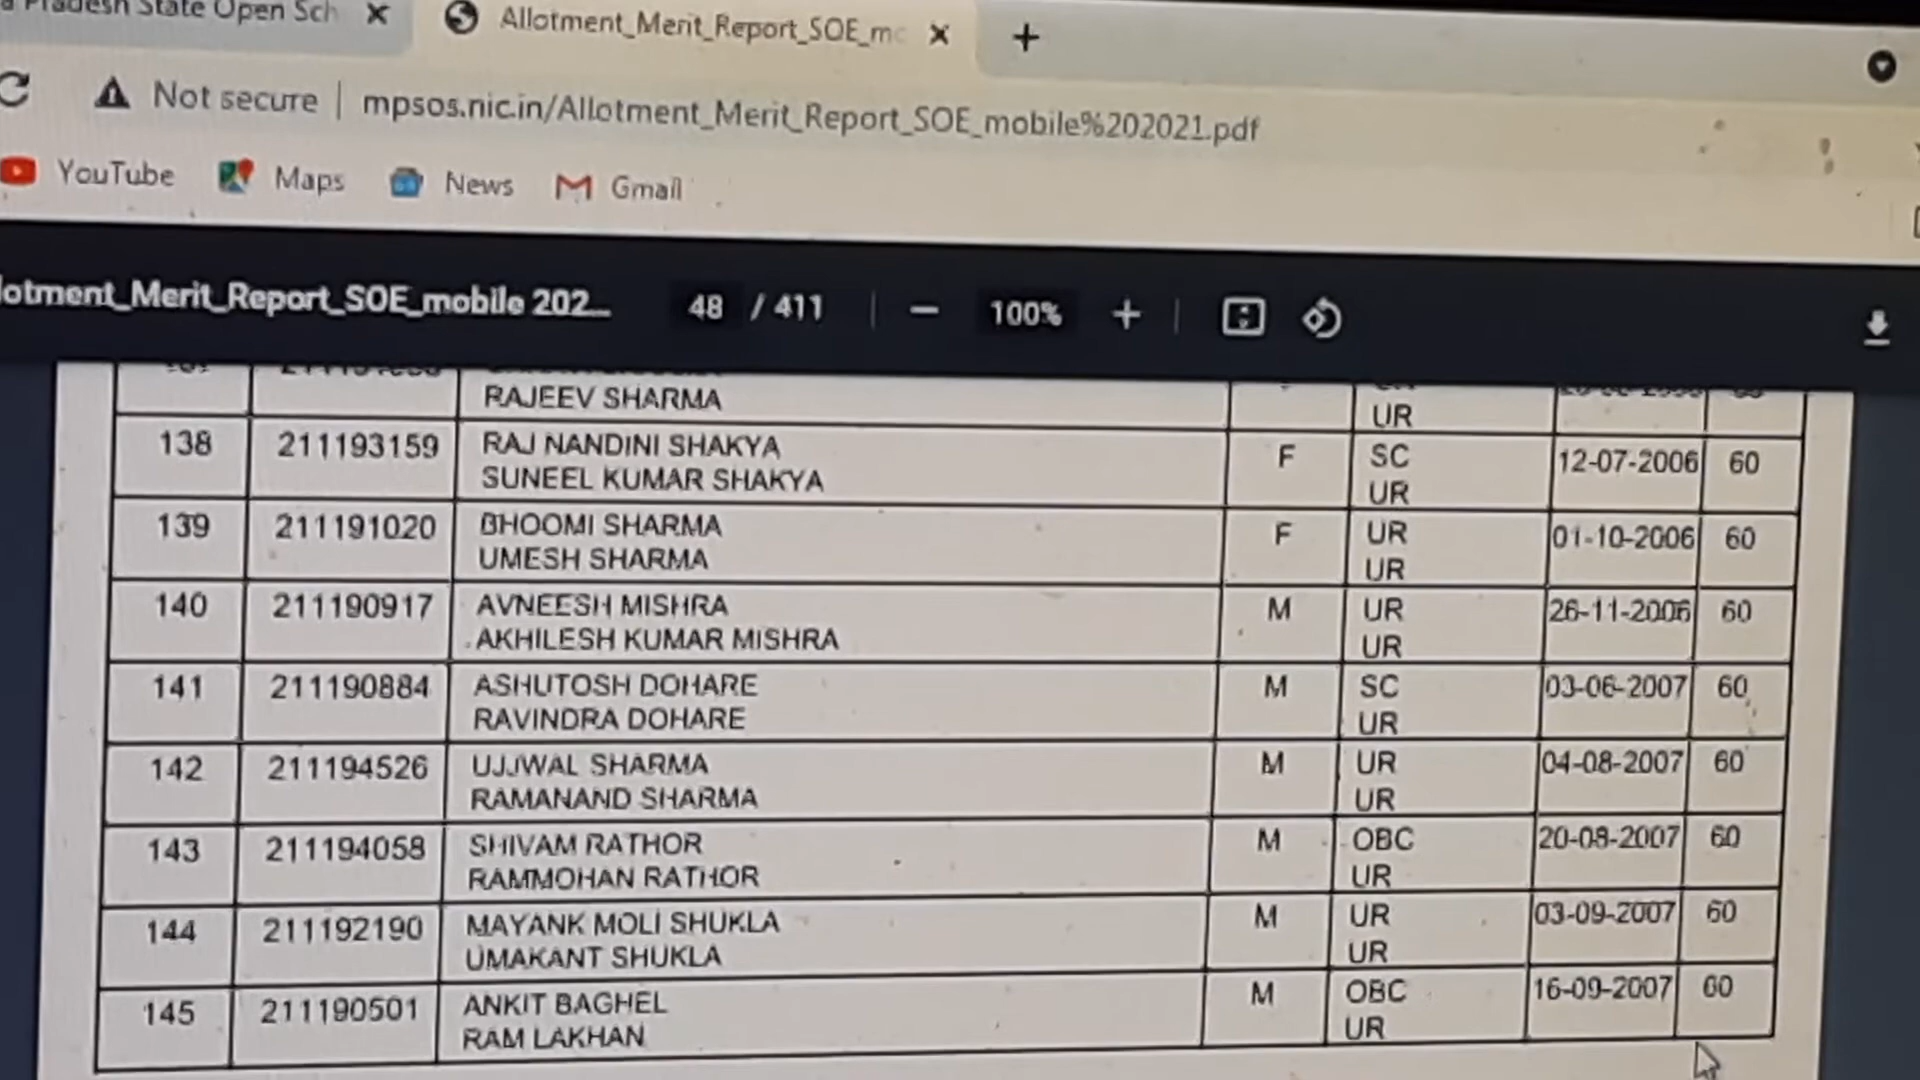 Pradesh State Open Sch
Allotment_Merit_Report_SOE_mo
Not secure | mpsos.nic.in/Allotment_Merit_Report_SOE_mobile%202021.pdf
YouTube Maps News Gmail
lotment_Merit_Report_SOE_mobile 202... 48 / 411 100%
RAJEEV SHARMA UR
138 211193159 RAJ NANDINI SHAKYA F SC 12-07-2006 60
SUNEEL KUMAR SHAKYA UR
139 211191020 BHOOMI SHARMA F UR 01-10-2006 60
UMESH SHARMA UR
140 211190917 AVNEESH MISHRA M UR 26-11-2006 60
AKHILESH KUMAR MISHRA UR
141 211190884 ASHUTOSH DOHARE M SC 03-06-2007 60
RAVINDRA DOHARE UR
142 211194526 UJJWAL SHARMA M UR 04-08-2007 60
RAMANAND SHARMA UR
143 211194058 SHIVAM RATHOR M OBC 20-08-2007 60
RAMMOHAN RATHOR UR
144 211192190 MAYANK MOLI SHUKLA M UR 03-09-2007 60
UMAKANT SHUKLA UR
145 211190501 ANKIT BAGHEL M OBC 16-09-2007 60
RAM LAKHAN UR